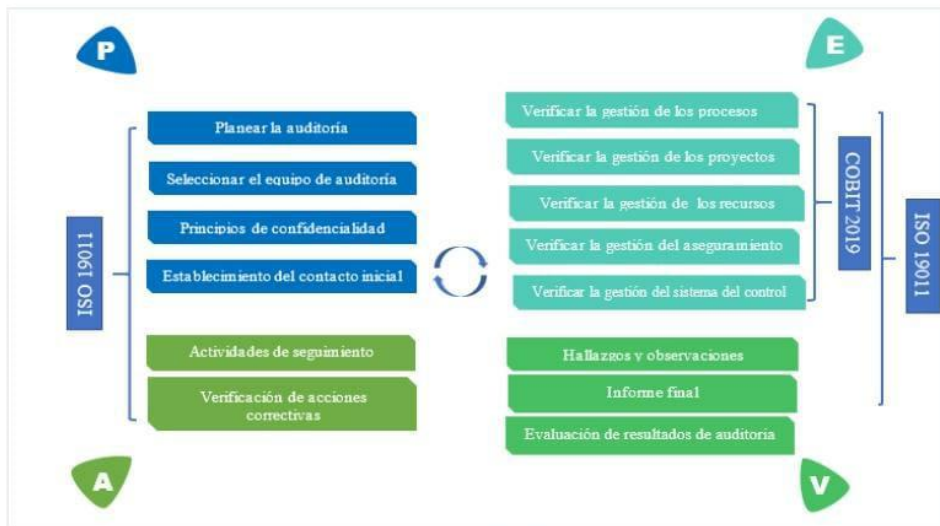 P
Planear la auditoría
Seleccionar el equipo de auditoría
Principios de confidencialidad
Establecimiento del contacto inicial
ISO 19011
Actividades de seguimiento
Verificación de acciones
correctivas
A
E
Verificar la gestión de los procesos
Verificar la gestión de los proyectos
Verificar la gestión de los recursos
Verificar la gestión del aseguramiento
Verificar la gestión del sistema del control
COBIT 2019
ISO 19011
Hallazgos y observaciones
Informe final
Evaluación de resultados de auditoría
V